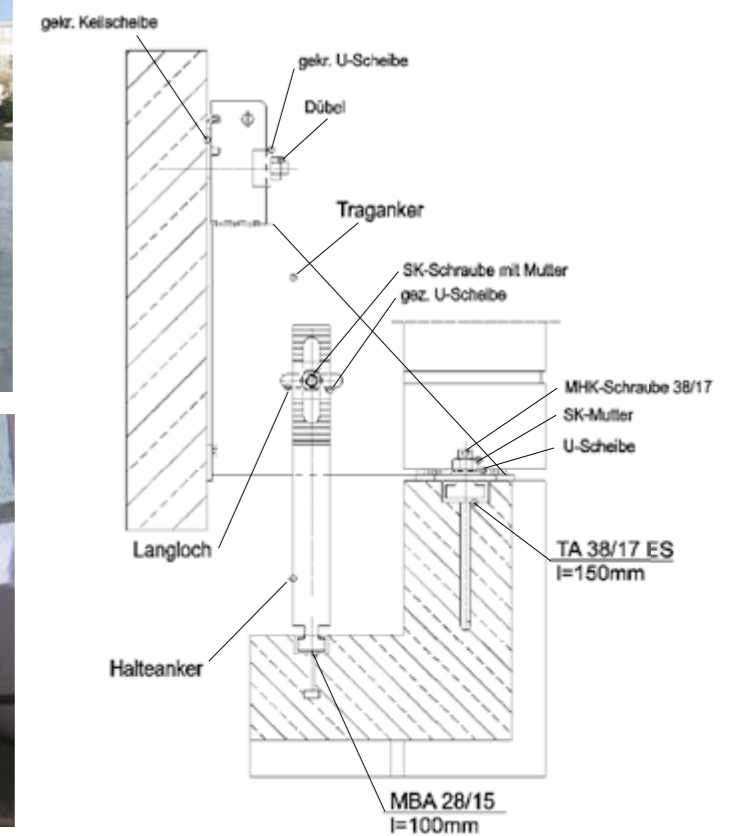 gekr. Keilscheibe
gekr. U-Scheibe
Dübel
Traganker
SK-Schraube mit Mutter
gez. U-Scheibe
MHK-Schraube 38/17
SK-Mutter
U-Scheibe
Langloch
TA 38/17 ES
l=150mm
Halteanker
MBA 28/15
l=100mm